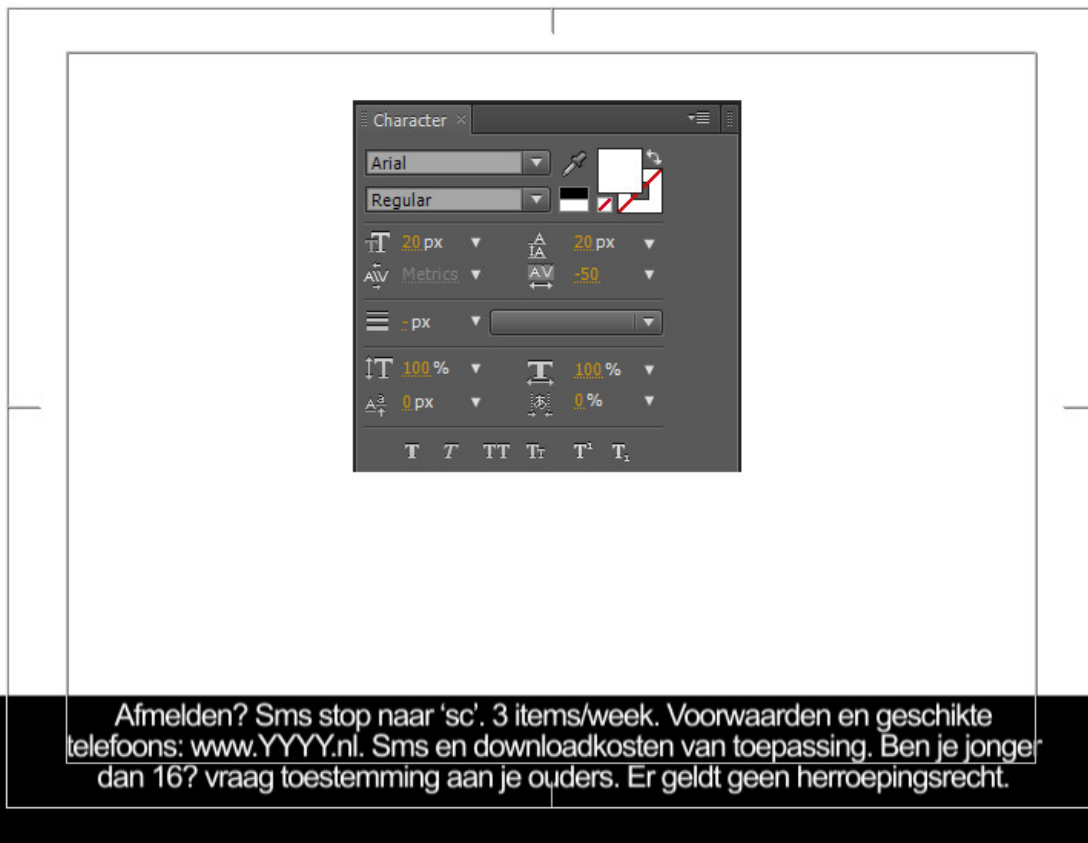 Character
Arial
Regular
20 px 20 px
Metrics -50
- px
100 % 100 %
0 px 0 %
Afmelden? Sms stop naar ‘sc’. 3 items/week. Voorwaarden en geschikte
telefoons: www.YYYY.nl. Sms en downloadkosten van toepassing. Ben je jonger
dan 16? vraag toestemming aan je ouders. Er geldt geen herroepingsrecht.